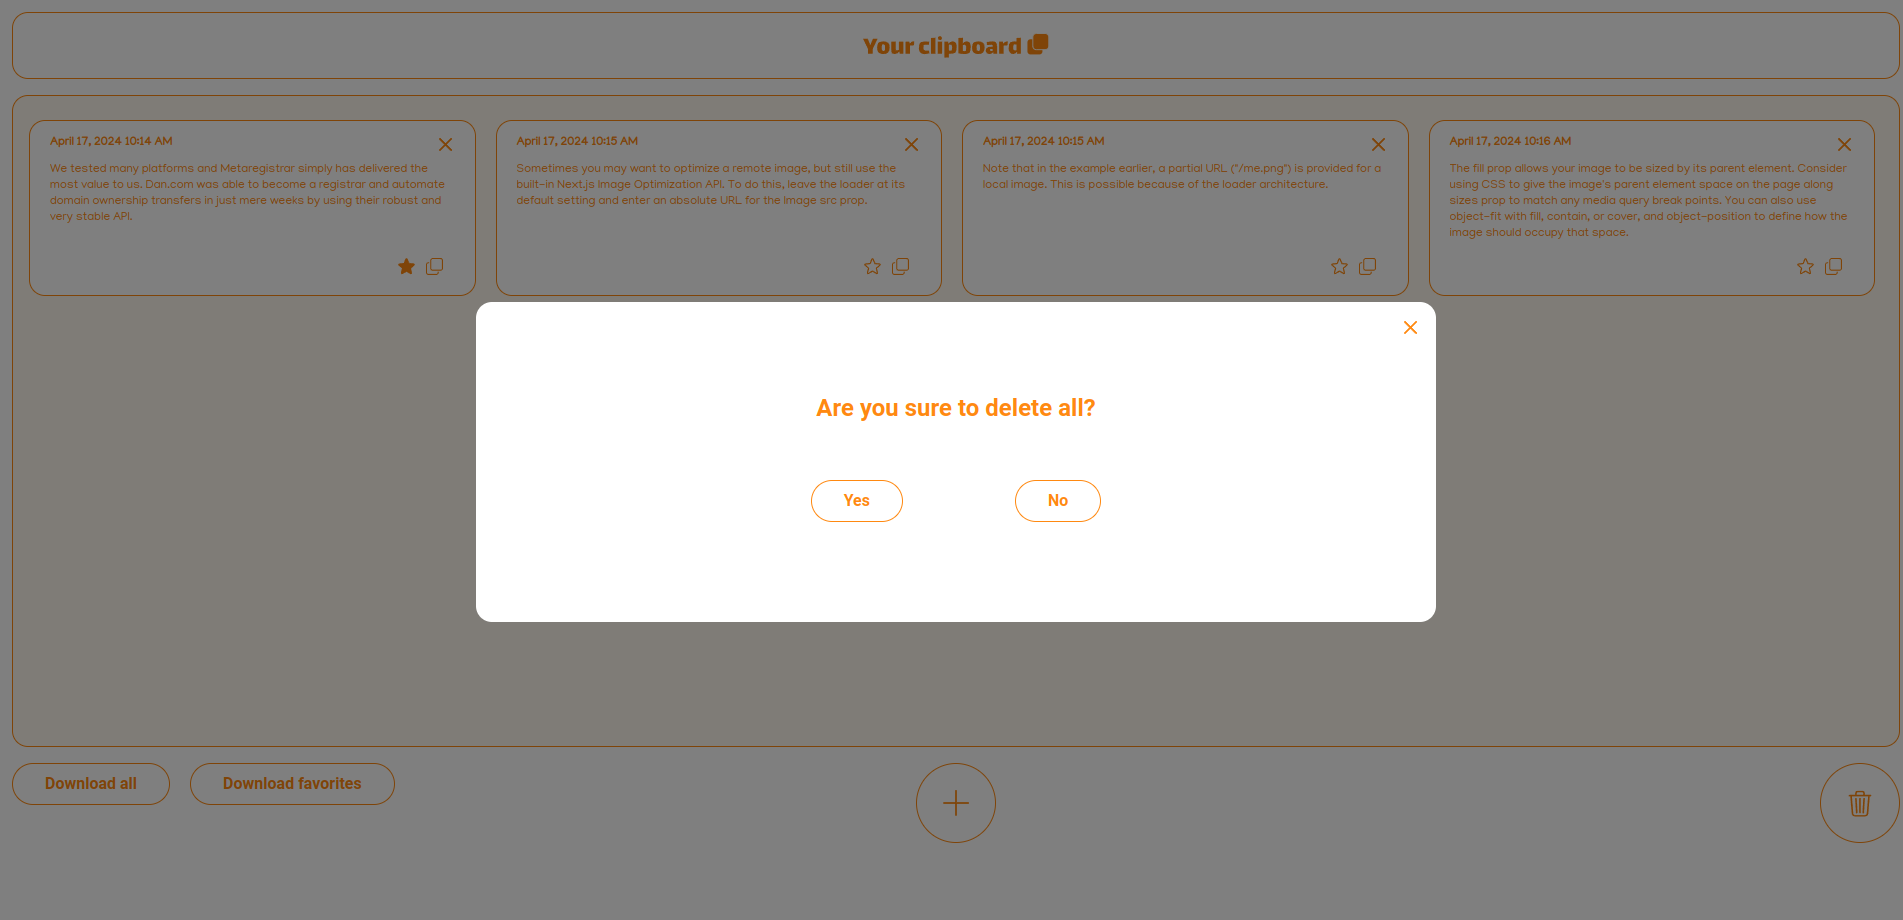 Your clipboard
April 17, 2024 10:14 AM
We tested many platforms and Metaregistrar simply has delivered the
most value to us. Dan.com was able to become a registrar and automate
domain ownership transfers in just mere weeks by using their robust and
very stable API.
April 17, 2024 10:15 AM
Sometimes you may want to optimize a remote image, but still use the
built-in Next.js Image Optimization API. To do this, leave the loader at its
default setting and enter an absolute URL for the Image src prop.
April 17, 2024 10:15 AM
Note that in the example earlier, a partial URL ("/me.png") is provided for a
local image. This is possible because of the loader architecture.
April 17, 2024 10:16 AM
The fill prop allows your image to be sized by its parent element. Consider
using CSS to give the image's parent element space on the page along
sizes prop to match any media query break points. You can also use
object-fit with fill, contain, or cover, and object-position to define how the
image should occupy that space.
Are you sure to delete all?
Yes
No
Download all
Download favorites